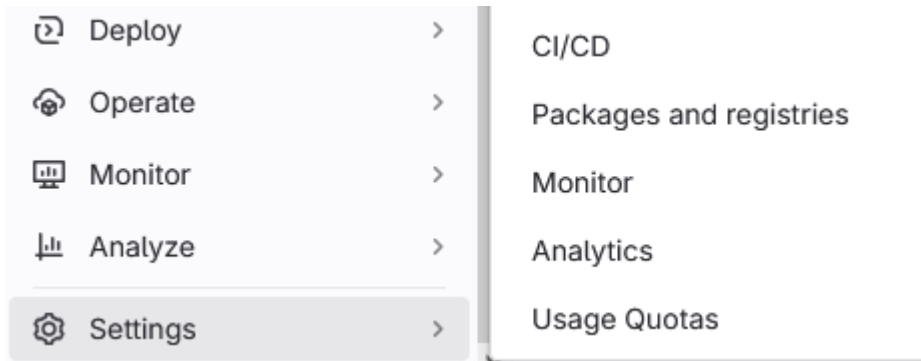 Deploy
Operate
Monitor
Analyze
Settings
CI/CD
Packages and registries
Monitor
Analytics
Usage Quotas